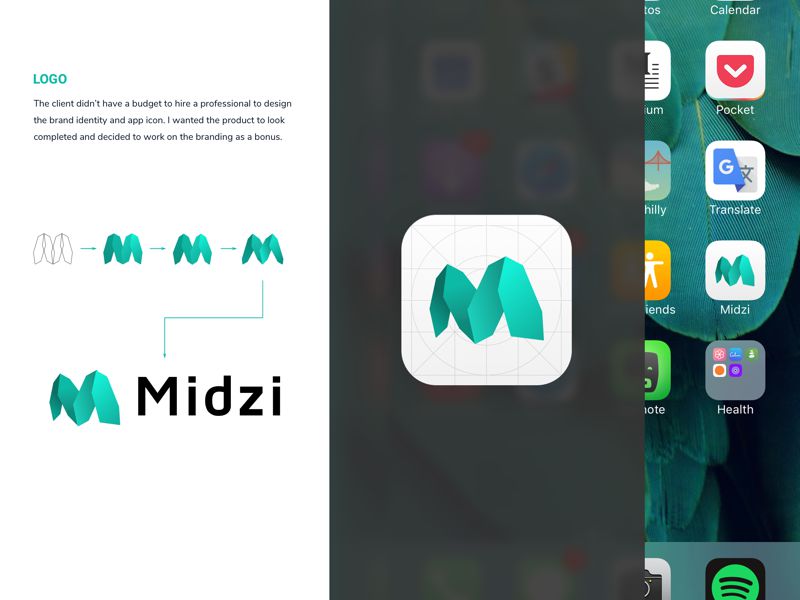 LOGO
The client didn't have a budget to hire a professional to design
the brand identity and app icon. I wanted the product to look
completed and decided to work on the branding as a bonus.
Midzi
tos
Calendar
ium
Pocket
G
hilly
Translate
iends
Midzi
note
Health